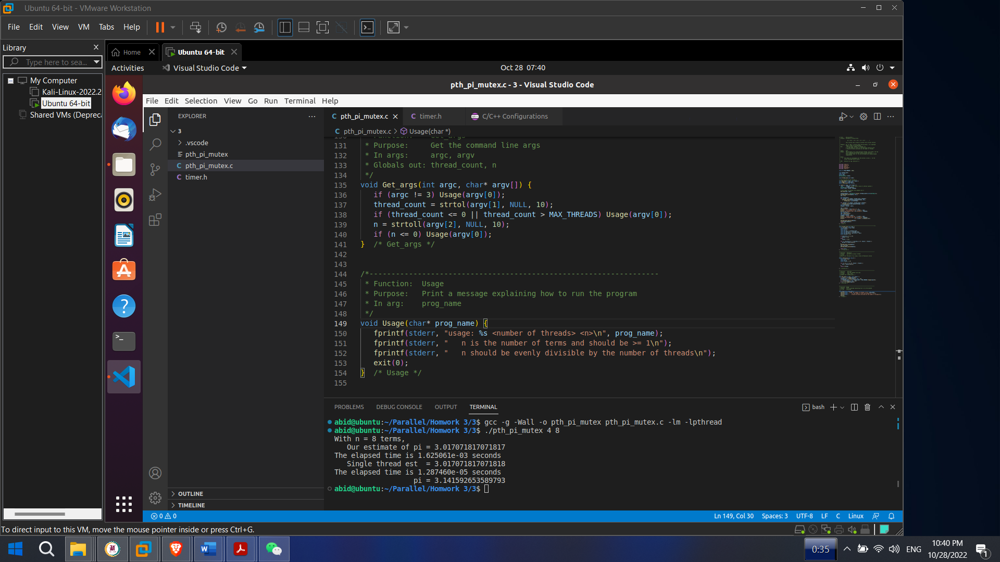 Ubuntu 64-bit - VMware Workstation
File Edit View VM Tabs Help
Library
Type here to sea...
My Computer
Kali-Linux-2022.2
Ubuntu 64-bit
Shared VMs (Depreca
Home
Ubuntu 64-bit
Activities
Visual Studio Code
Oct 28 07:40
pth_pi_mutex.c - 3 - Visual Studio Code
File Edit Selection View Go Run Terminal Help
EXPLORER
3
.vscode
pth_pi_mutex
C pth_pi_mutex.c
C timer.h
OUTLINE
TIMELINE
C pth_pi_mutex.c
C timer.h
C/C++ Configurations
C pth_pi_mutex.c > Usage(char *)
131 * Purpose: Get the command line args
132 * In args: argc, argv
133 * Globals out: thread_count, n
134 */
135 void Get_args(int argc, char* argv[]) {
136 if (argc != 3) Usage(argv[0]);
137 thread_count = strtol(argv[1], NULL, 10);
138 if (thread_count <= 0 || thread_count > MAX_THREADS) Usage(argv[0]);
139 n = strtoll(argv[2], NULL, 10);
140 if (n <= 0) Usage(argv[0]);
141 } /* Get_args */
142
143
144 /*------------------------------------------------------------------
145 * Function: Usage
146 * Purpose: Print a message explaining how to run the program
147 * In arg: prog_name
148 */
149 void Usage(char* prog_name) {
150 fprintf(stderr, "usage: %s <number of threads> <n>\n", prog_name);
151 fprintf(stderr, " n is the number of terms and should be >= 1\n");
152 fprintf(stderr, " n should be evenly divisible by the number of threads\n");
153 exit(0);
154 } /* Usage */
155
PROBLEMS DEBUG CONSOLE OUTPUT TERMINAL
bash
abid@ubuntu:~/Parallel/Homwork 3/3$ gcc -g -Wall -o pth_pi_mutex pth_pi_mutex.c -lm -lpthread
abid@ubuntu:~/Parallel/Homwork 3/3$ ./pth_pi_mutex 4 8
With n = 8 terms,
Our estimate of pi = 3.017071817071817
The elapsed time is 1.625061e-03 seconds
Single thread est = 3.017071817071818
The elapsed time is 1.287460e-05 seconds
pi = 3.141592653589793
abid@ubuntu:~/Parallel/Homwork 3/3$
0 0
Ln 149, Col 30 Spaces: 3 UTF-8 LF C Linux
To direct input to this VM, move the mouse pointer inside or press Ctrl+G.
0:35
ENG
10:40 PM
10/28/2022
1